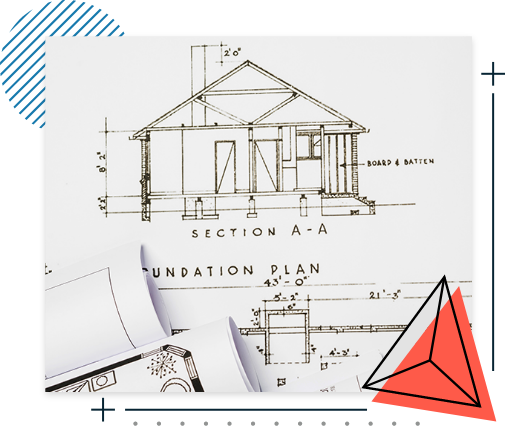 2'0"
8'2"
BOARD & BATTEN
SECTION A-A
UNDATION PLAN
43'-0"
5'-2"
21'-3"
4'-3"